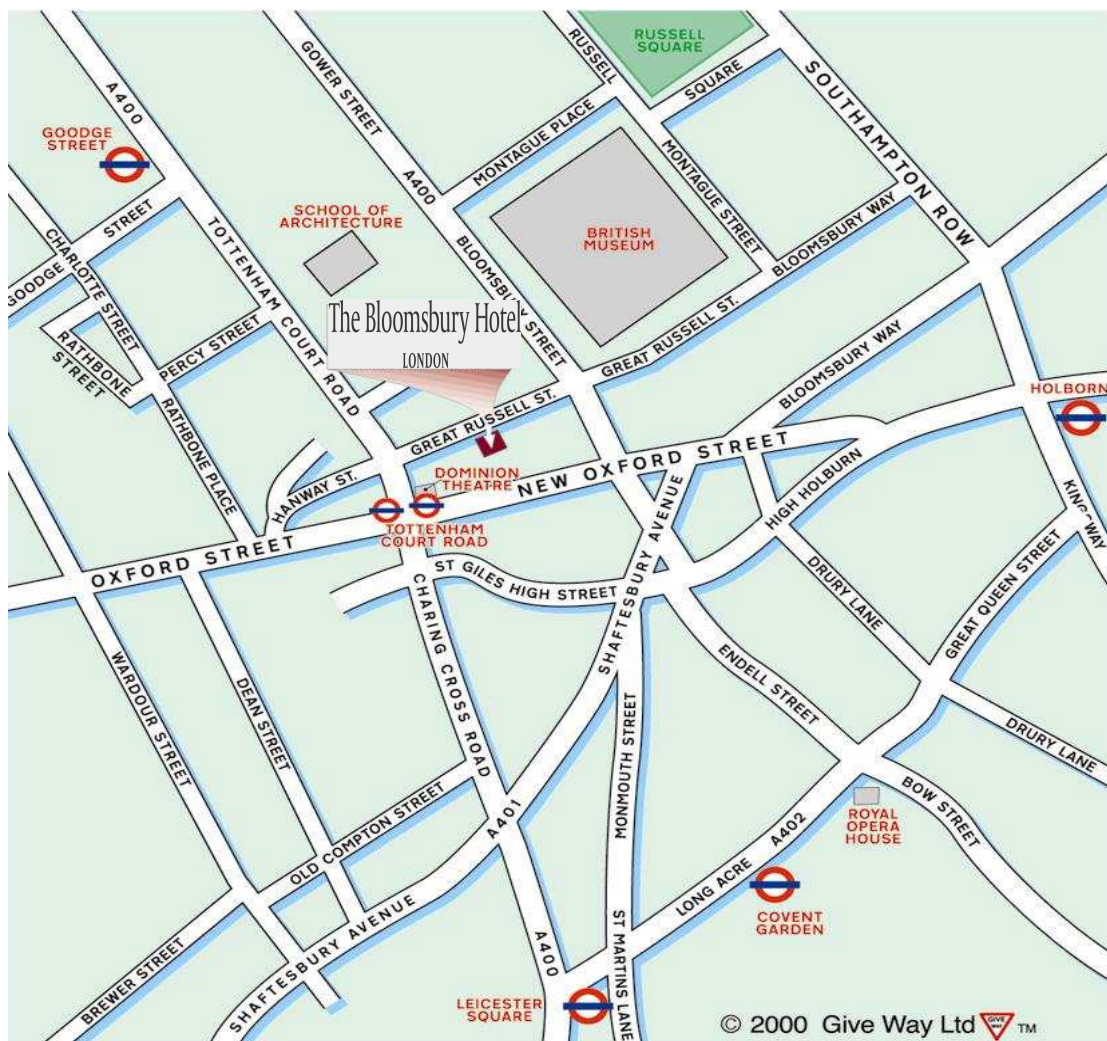 RUSSELL
SQUARE
RUSSELL
SQUARE
SOUTHAMPTON ROW
GOWER STREET
A400
A400
GOODGE
STREET
MONTAGUE PLACE
MONTAGUE STREET
SCHOOL OF
ARCHITECTURE
BRITISH
MUSEUM
BLOOMSBURY WAY
GOODGE STREET
CHARLOTTE STREET
TOTTENHAM COURT ROAD
BLOOMSBURY STREET
The Bloomsbury Hotel
LONDON
RATHBONE
STREET
PERCY STREET
GREAT RUSSELL ST.
BLOOMSBURY WAY
HOLBORN
RATHBONE PLACE
GREAT RUSSELL ST.
HANWAY ST.
DOMINION
THEATRE
NEW OXFORD STREET
HIGH HOLBURN
KINGSWAY
TOTTENHAM
COURT ROAD
OXFORD STREET
ST GILES HIGH STREET
SHAFTESBURY AVENUE
DRURY LANE
GREAT QUEEN STREET
CHARING CROSS ROAD
ENDELL STREET
WARDOUR STREET
DEAN STREET
MONMOUTH STREET
DRURY LANE
BOW STREET
ROYAL
OPERA
HOUSE
A401
A402
OLD COMPTON STREET
LONG ACRE
COVENT
GARDEN
SHAFTESBURY AVENUE
A400
ST MARTINS LANE
BREWER STREET
LEICESTER
SQUARE
© 2000 Give Way Ltd GIVE WAY TM